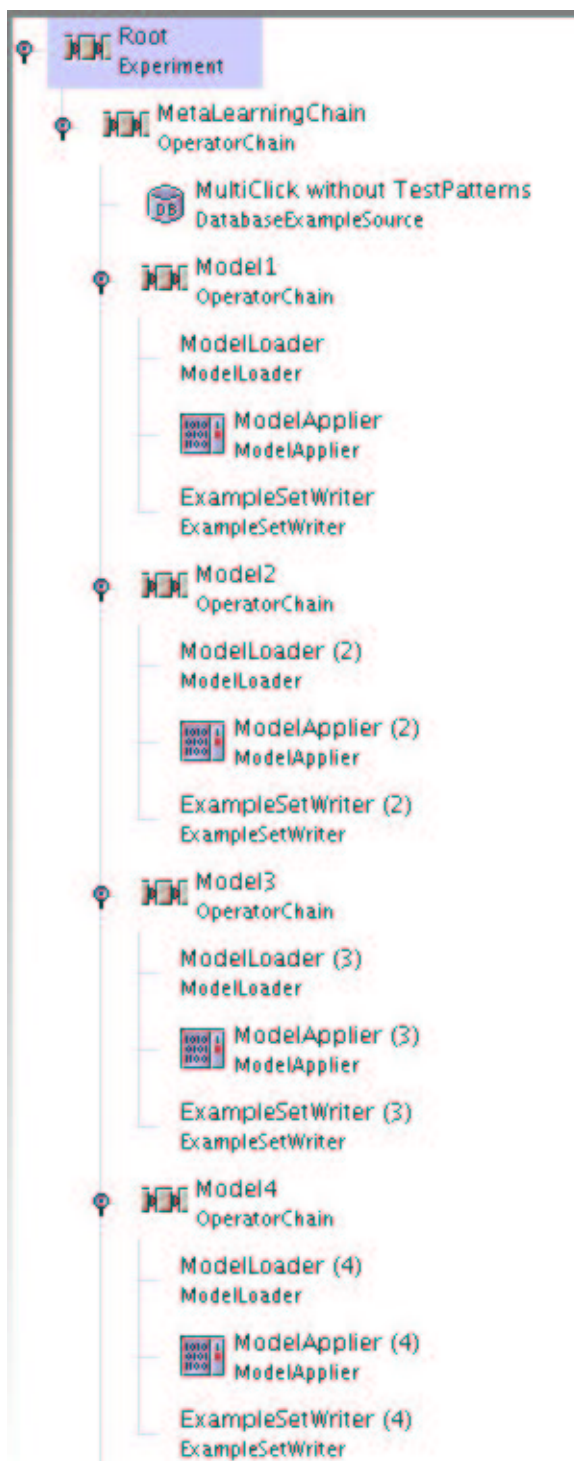 Root
Experiment
MetaLearningChain
OperatorChain
MultiClick without TestPatterns
DatabaseExampleSource
Model1
OperatorChain
ModelLoader
ModelLoader
ModelApplier
ModelApplier
ExampleSetWriter
ExampleSetWriter
Model2
OperatorChain
ModelLoader (2)
ModelLoader
ModelApplier (2)
ModelApplier
ExampleSetWriter (2)
ExampleSetWriter
Model3
OperatorChain
ModelLoader (3)
ModelLoader
ModelApplier (3)
ModelApplier
ExampleSetWriter (3)
ExampleSetWriter
Model4
OperatorChain
ModelLoader (4)
ModelLoader
ModelApplier (4)
ModelApplier
ExampleSetWriter (4)
ExampleSetWriter